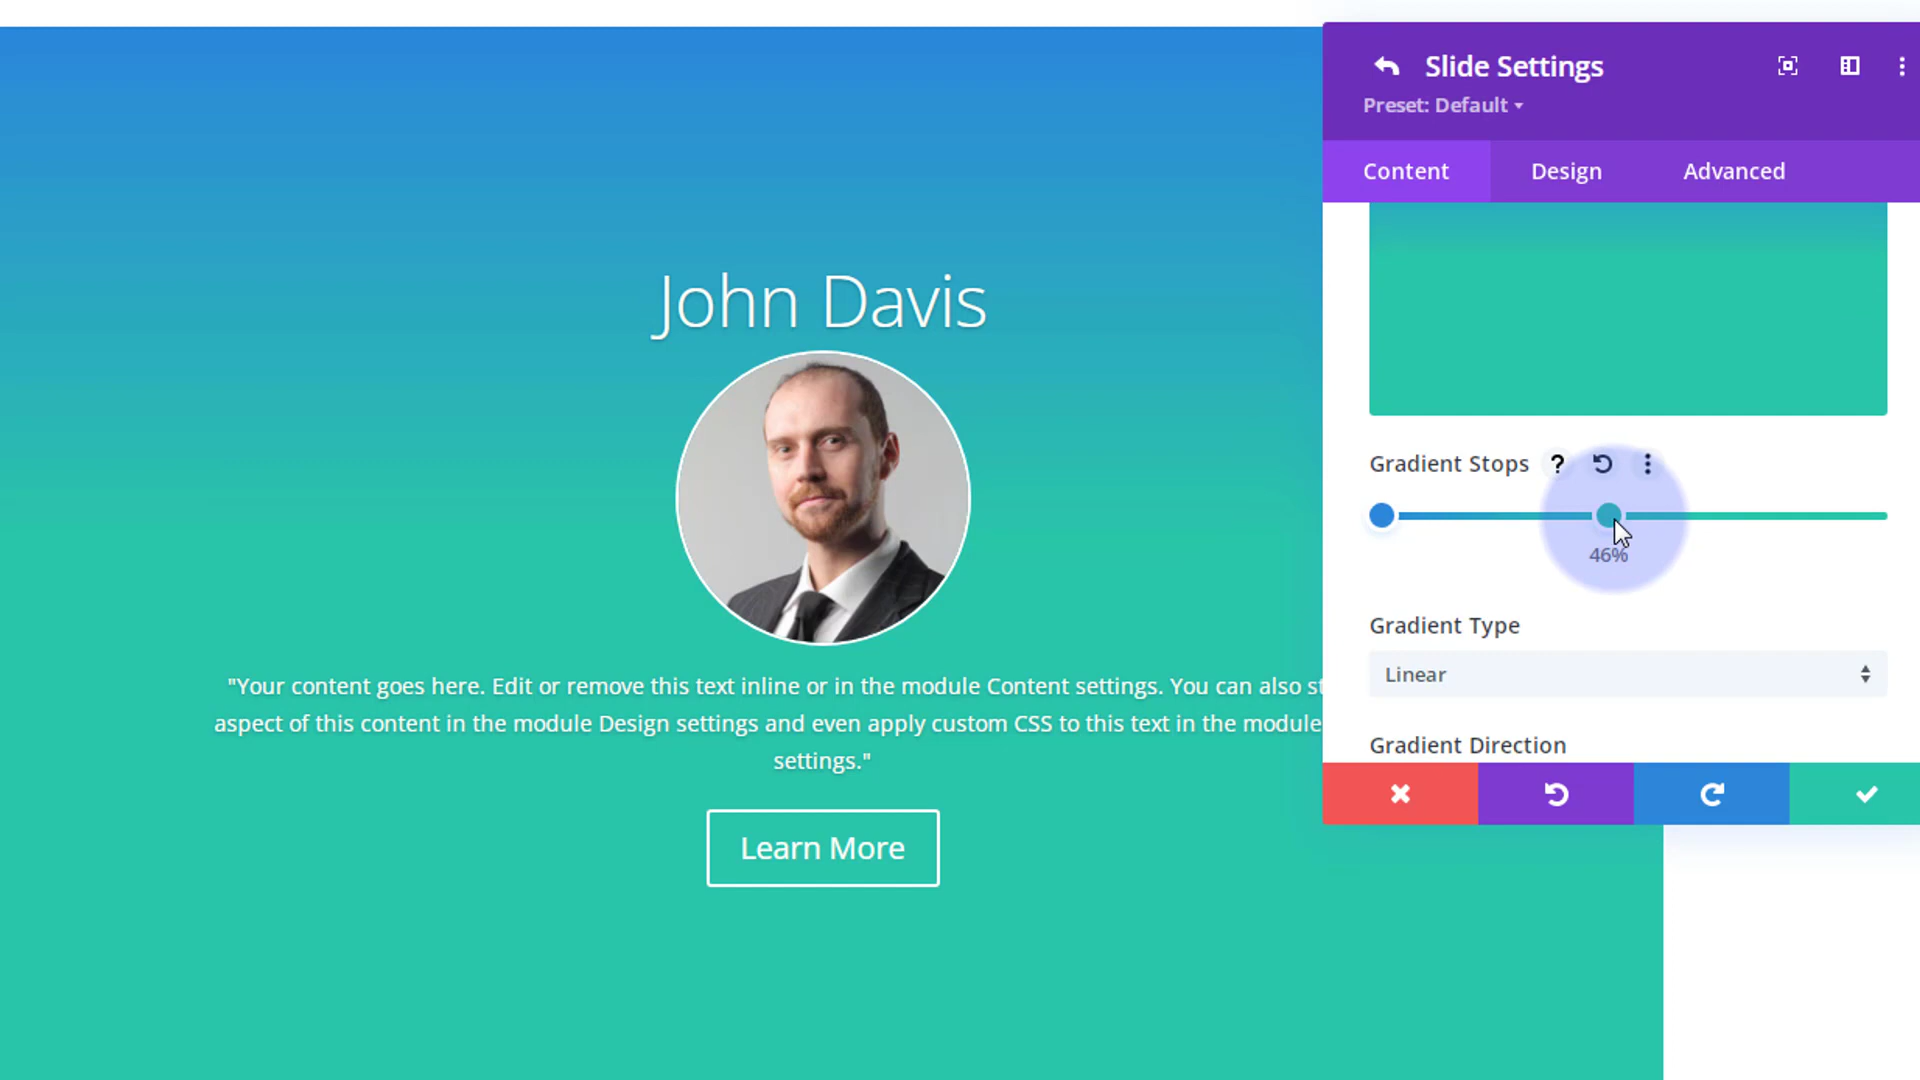 John Davis
"Your content goes here. Edit or remove this text inline or in the module Content settings. You can also
aspect of this content in the module Design settings and even apply custom CSS to this text in the module
settings."
Learn More
Slide Settings
Preset: Default
Content Design Advanced
Gradient Stops ?
46%
Gradient Type
Linear
Gradient Direction